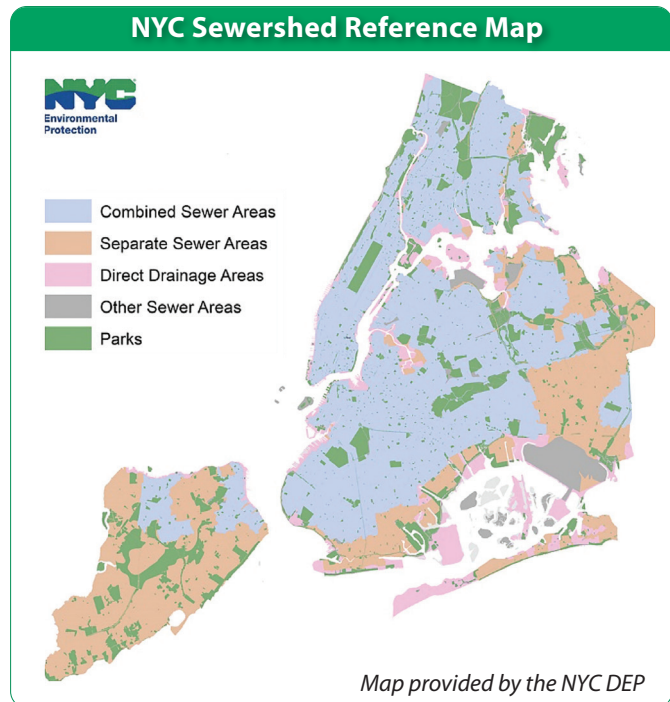 NYC Sewershed Reference Map
NYC
Environmental
Protection
Combined Sewer Areas
Separate Sewer Areas
Direct Drainage Areas
Other Sewer Areas
Parks
Map provided by the NYC DEP